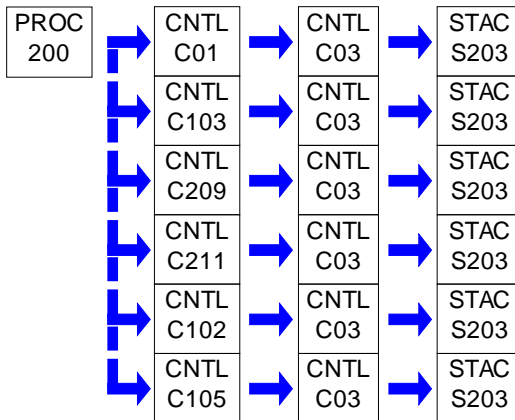 PROC
200
CNTL
C01
CNTL
C03
STAC
S203
CNTL
C103
CNTL
C03
STAC
S203
CNTL
C209
CNTL
C03
STAC
S203
CNTL
C211
CNTL
C03
STAC
S203
CNTL
C102
CNTL
C03
STAC
S203
CNTL
C105
CNTL
C03
STAC
S203